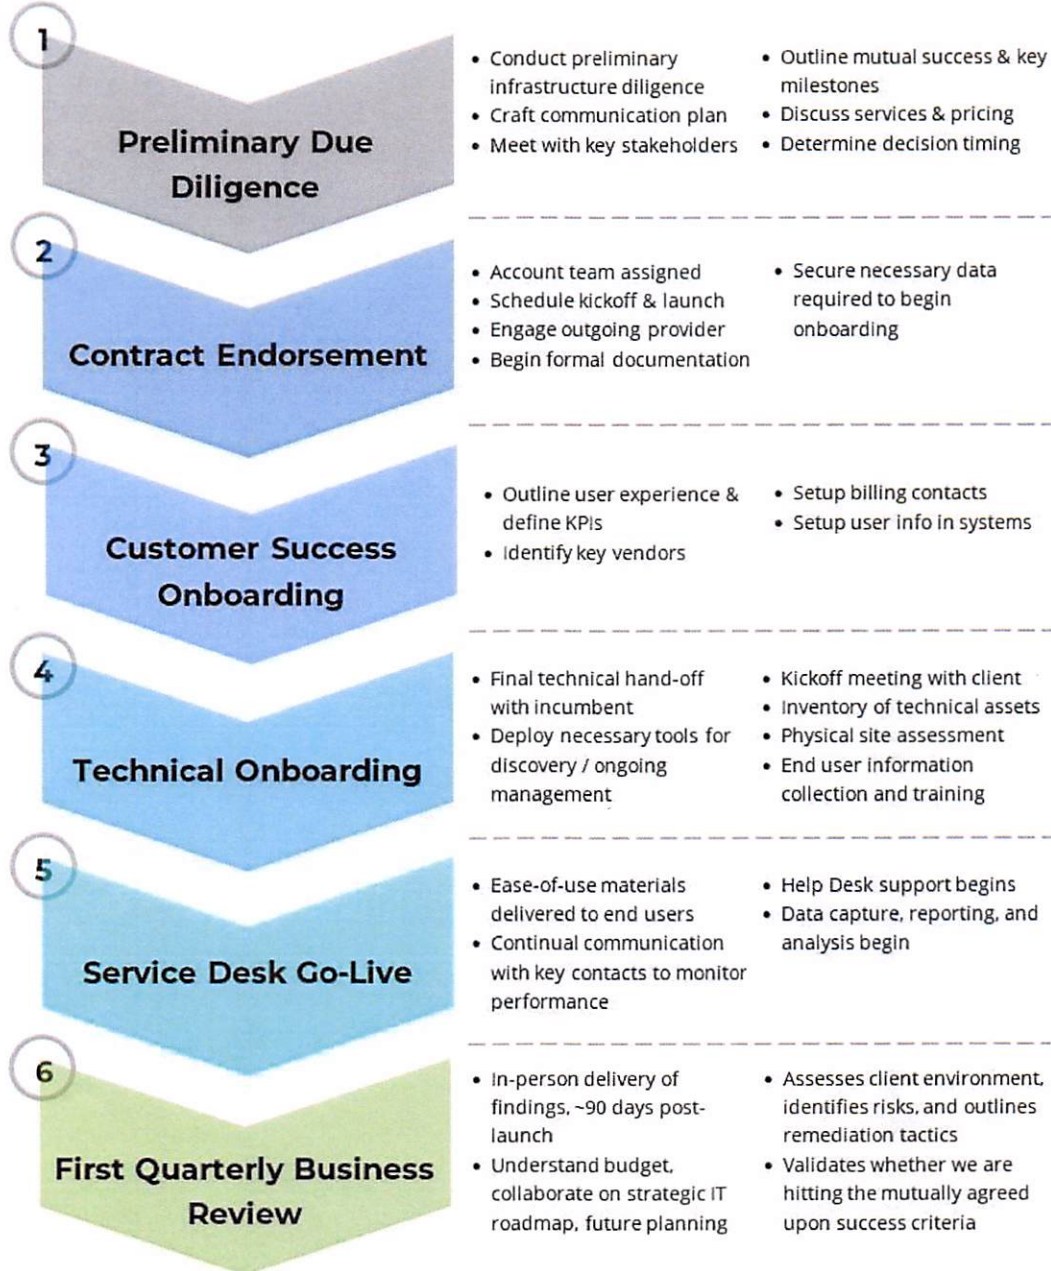 1
Preliminary Due
Diligence
• Conduct preliminary
infrastructure diligence
• Craft communication plan
• Meet with key stakeholders
• Outline mutual success & key
milestones
• Discuss services & pricing
• Determine decision timing
2
Contract Endorsement
• Account team assigned
• Schedule kickoff & launch
• Engage outgoing provider
• Begin formal documentation
• Secure necessary data
required to begin
onboarding
3
Customer Success
Onboarding
• Outline user experience &
define KPIs
• Identify key vendors
• Setup billing contacts
• Setup user info in systems
4
Technical Onboarding
• Final technical hand-off
with incumbent
• Deploy necessary tools for
discovery / ongoing
management
• Kickoff meeting with client
• Inventory of technical assets
• Physical site assessment
• End user information
collection and training
5
Service Desk Go-Live
• Ease-of-use materials
delivered to end users
• Continual communication
with key contacts to monitor
performance
• Help Desk support begins
• Data capture, reporting, and
analysis begin
6
First Quarterly Business
Review
• In-person delivery of
findings, ~90 days post-
launch
• Understand budget,
collaborate on strategic IT
roadmap, future planning
• Assesses client environment,
identifies risks, and outlines
remediation tactics
• Validates whether we are
hitting the mutually agreed
upon success criteria